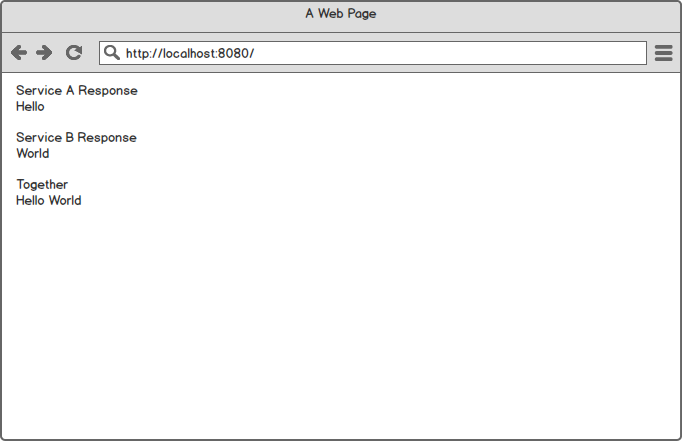 A Web Page
http://localhost:8080/
Service A Response
Hello
Service B Response
World
Together
Hello World